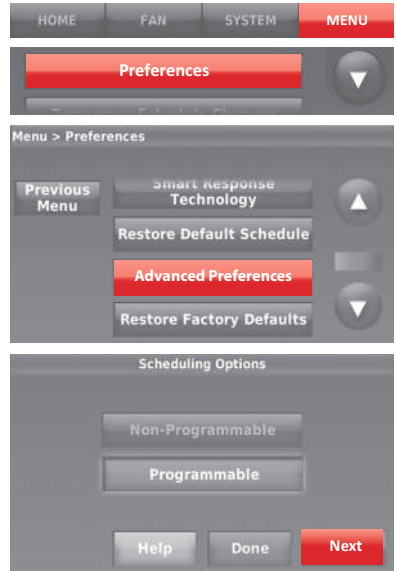 HOME FAN SYSTEM MENU
Preferences
Menu > Preferences
Previous
Menu
Smart Response
Technology
Restore Default Schedule
Advanced Preferences
Restore Factory Defaults
Scheduling Options
Non-Programmable
Programmable
Help Done Next